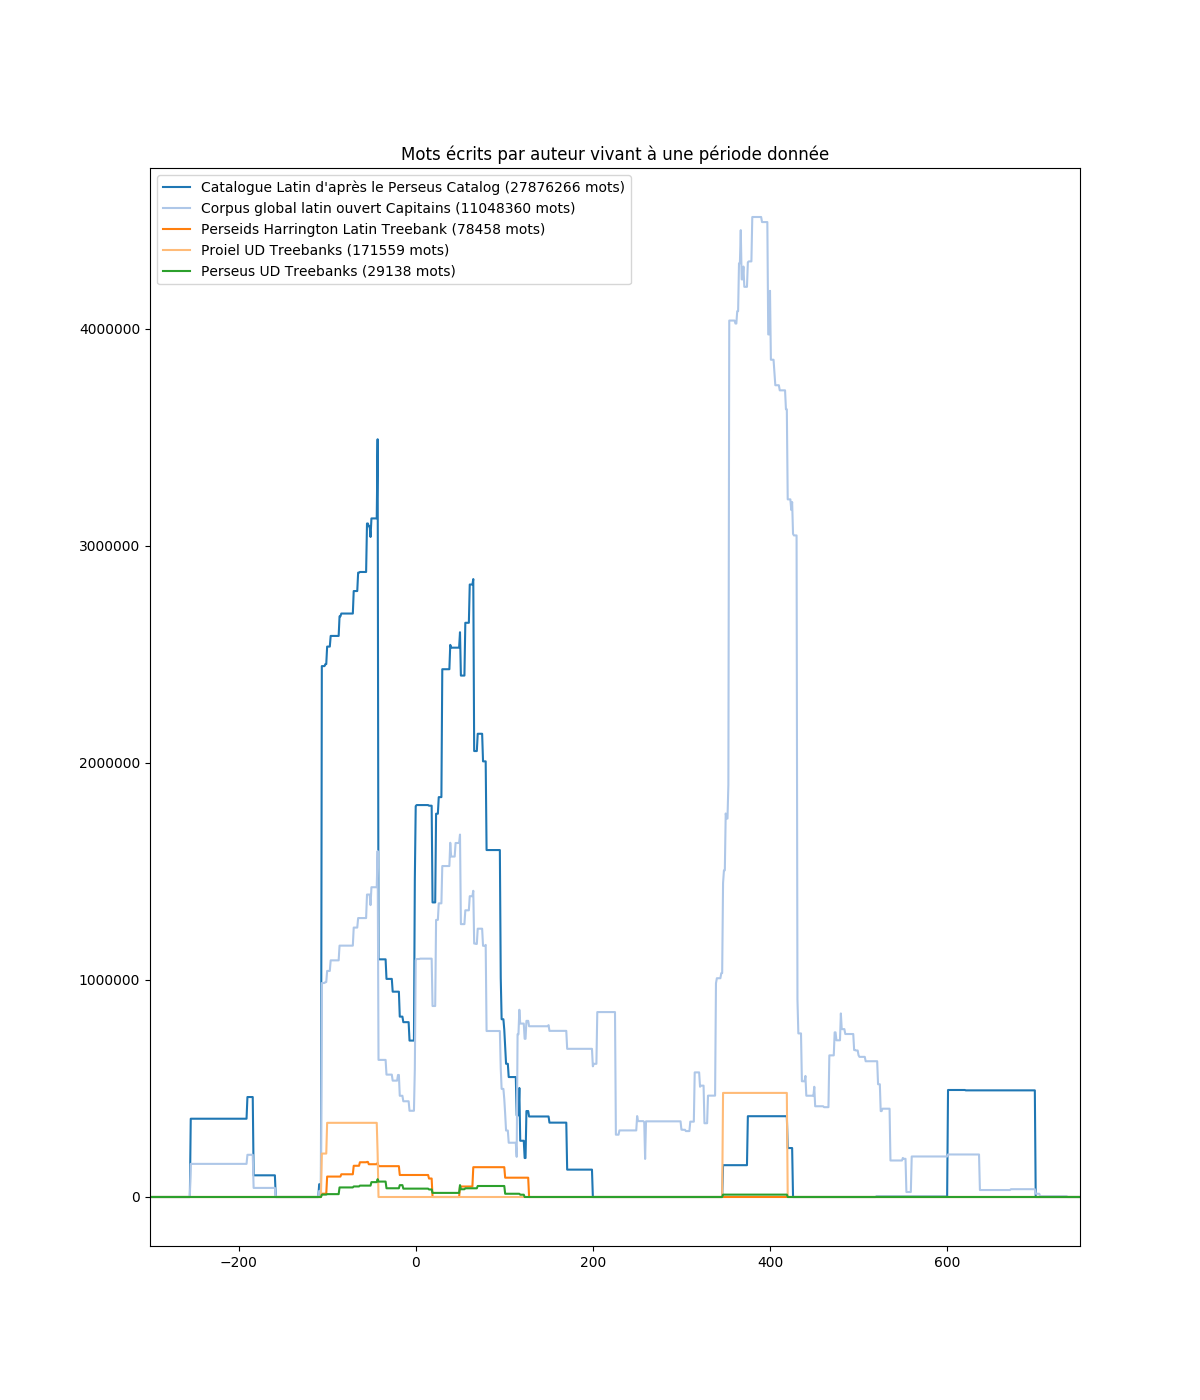 Mots écrits par auteur vivant à une période donnée
Catalogue Latin d'après le Perseus Catalog (27876266 mots)
Corpus global latin ouvert Capitains (11048360 mots)
Perseids Harrington Latin Treebank (78458 mots)
Proiel UD Treebanks (171559 mots)
Perseus UD Treebanks (29138 mots)
4000000
3000000
2000000
1000000
0
−200 0 200 400 600